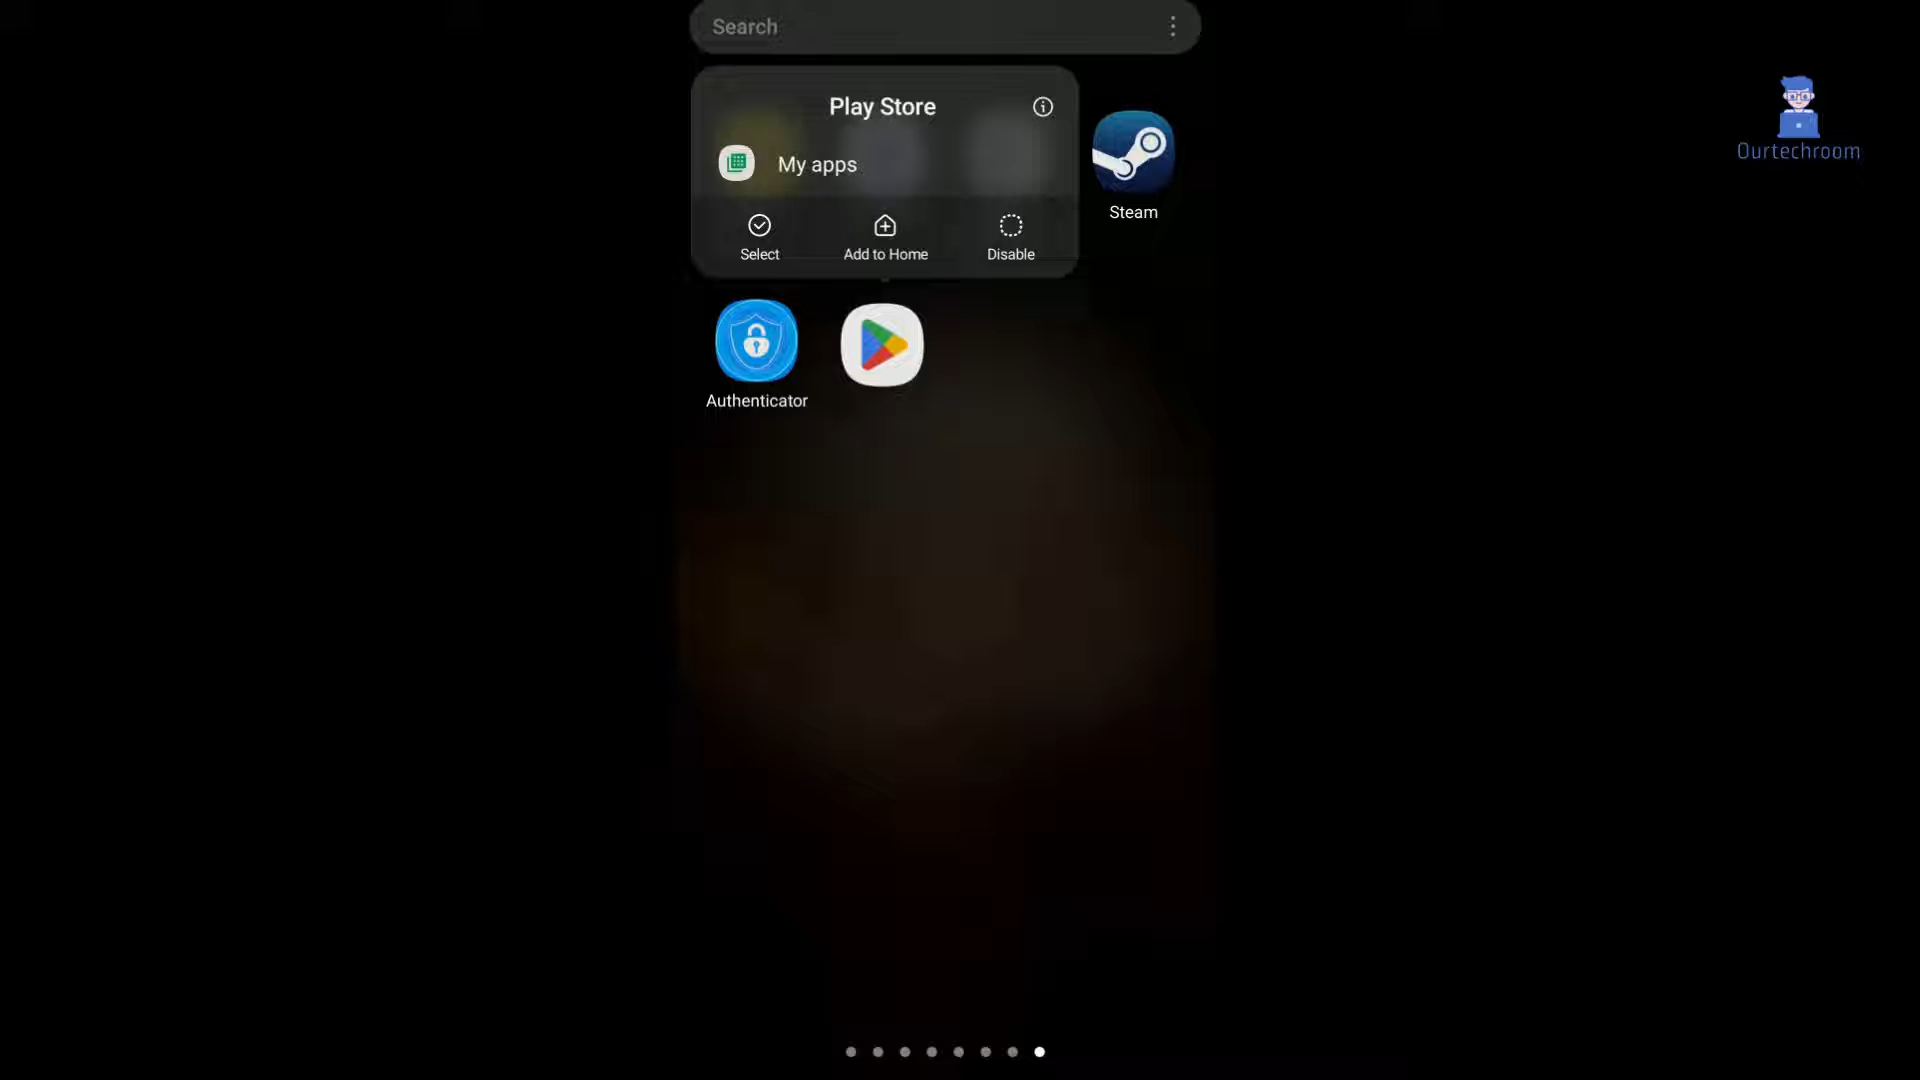 Search
Play Store
My apps
Select
Add to Home
Disable
Steam
Authenticator
Ourtechroom